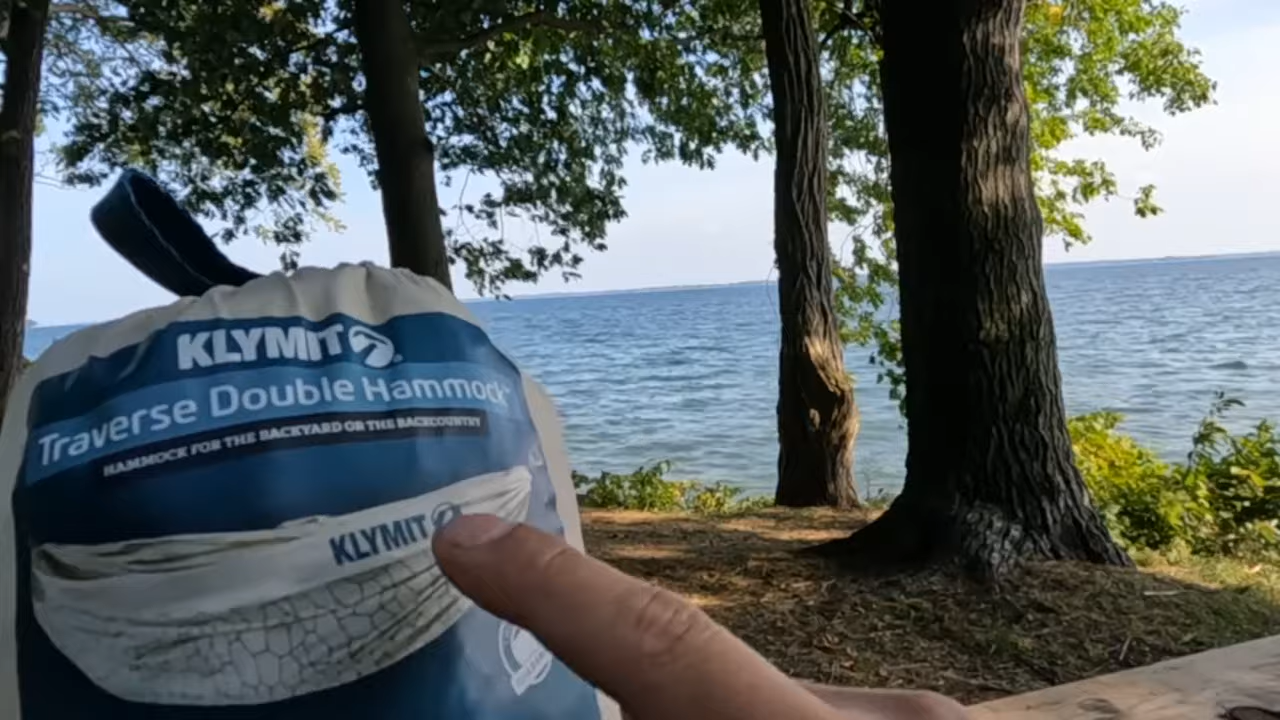 KLYMIT
Traverse Double Hammock
HAMMOCK FOR THE BACKYARD OR THE BACKCOUNTRY
KLYMIT